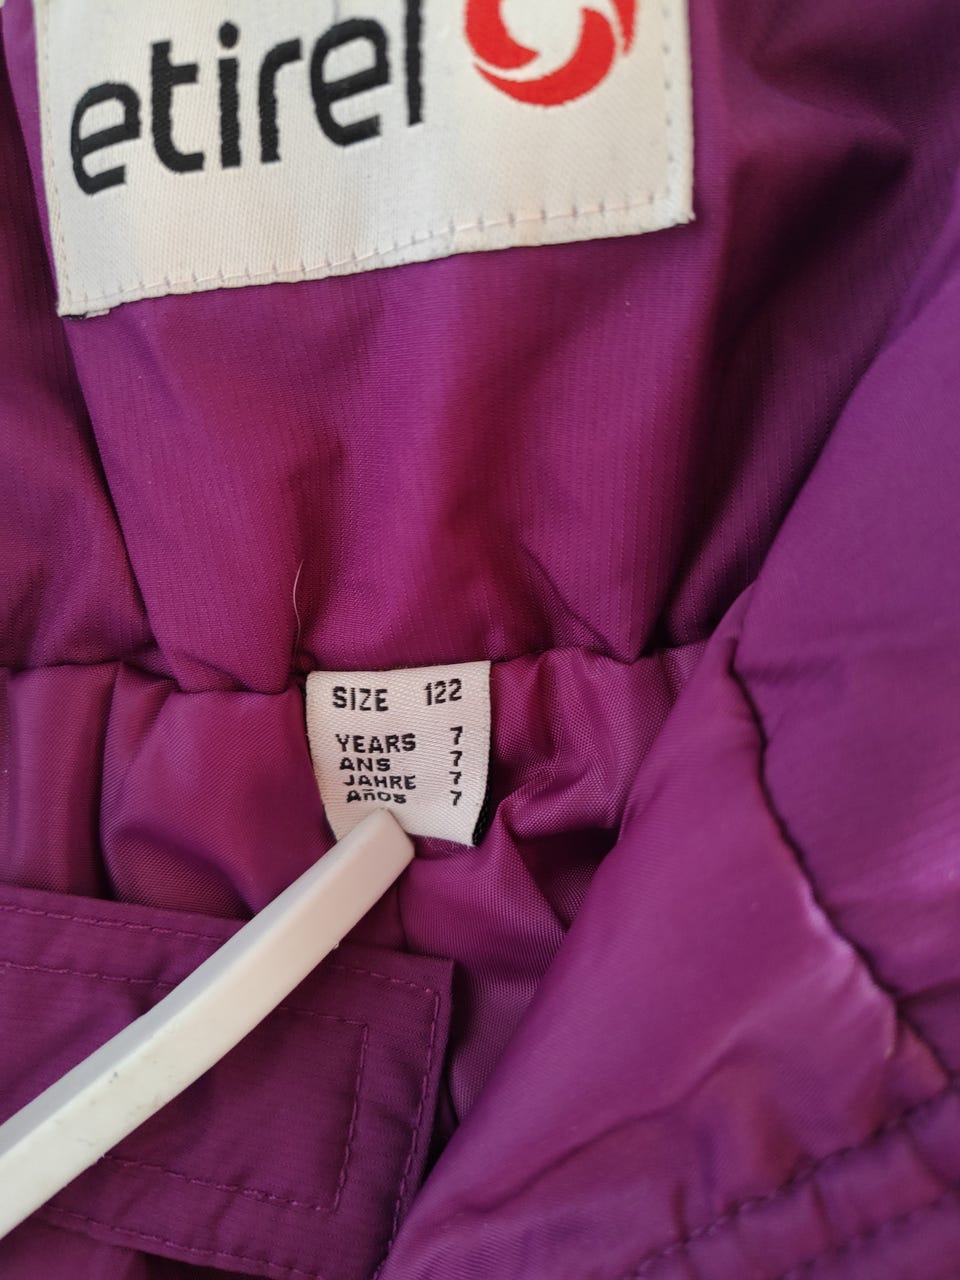 etirel
SIZE 122
YEARS 7
ANS 7
JAHRE 7
AñOS 7